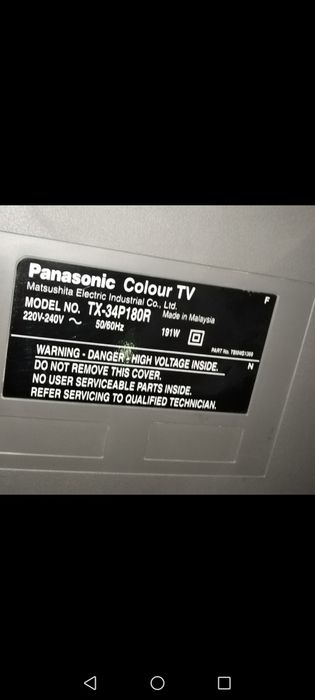 Panasonic Colour TV
F
Matsushita Electric Industrial Co., Ltd.
MODEL NO. TX-34P180R Made in Malaysia
220V-240V ~ 50/60Hz 191W
PART No.
N
WARNING - DANGER - HIGH VOLTAGE INSIDE.
DO NOT REMOVE THIS COVER.
NO USER SERVICEABLE PARTS INSIDE.
REFER SERVICING TO QUALIFIED TECHNICIAN.